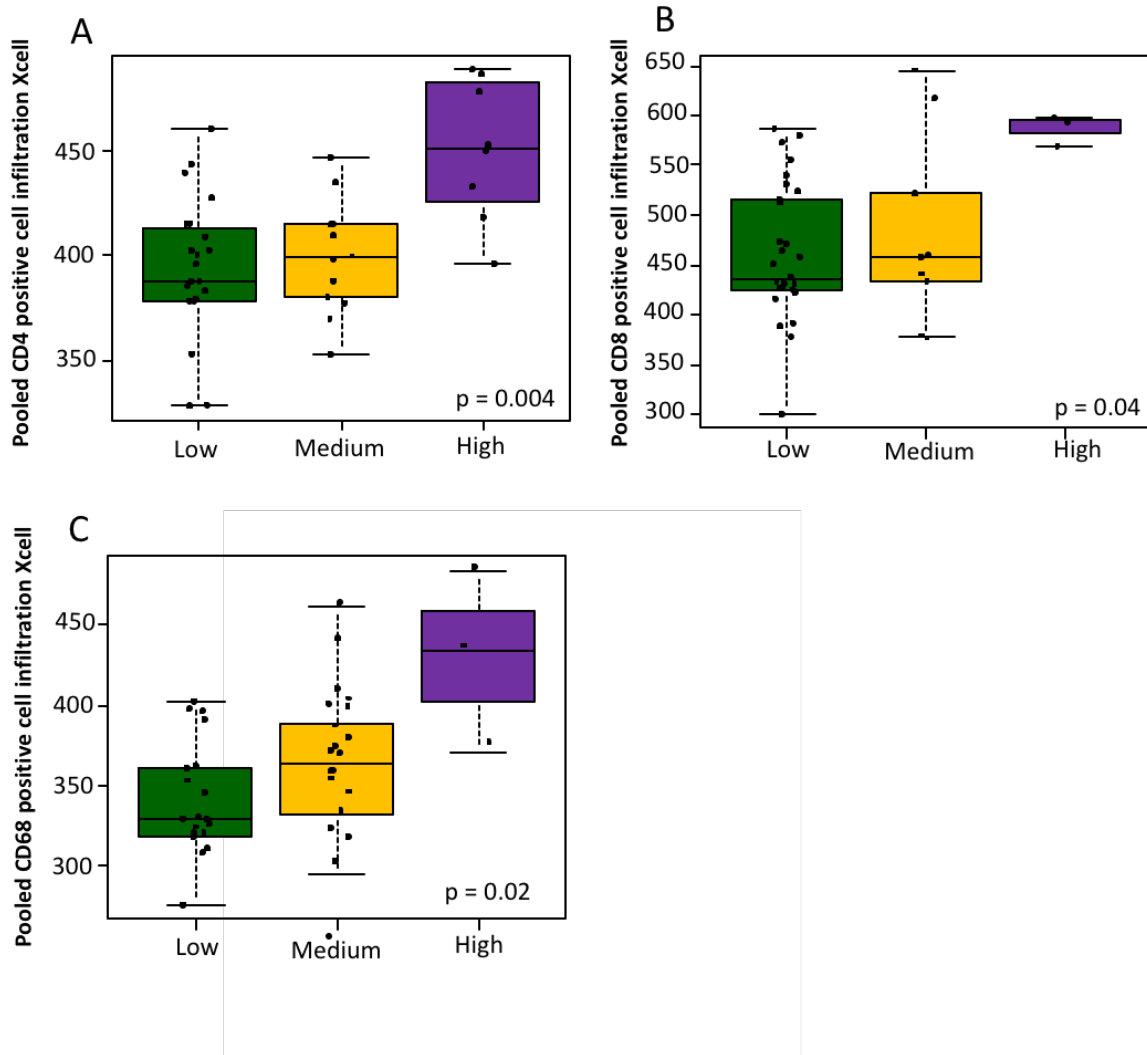 A
Pooled CD4 positive cell infiltration Xcell
450
400
350
p = 0.004
Low Medium High
B
Pooled CD8 positive cell infiltration Xcell
650
600
550
500
450
400
350
300
p = 0.04
Low Medium High
C
Pooled CD68 positive cell infiltration Xcell
450
400
350
300
p = 0.02
Low Medium High